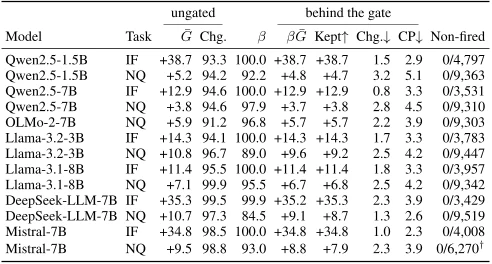 ungated behind the gate
Model Task Ḡ Chg. β βḠ Kept↑ Chg.↓ CP↓ Non-fired
Qwen2.5-1.5B IF +38.7 93.3 100.0 +38.7 +38.7 1.5 2.9 0/4,797
Qwen2.5-1.5B NQ +5.2 94.2 92.2 +4.8 +4.7 3.2 5.1 0/9,363
Qwen2.5-7B IF +12.9 94.6 100.0 +12.9 +12.9 0.8 3.3 0/3,531
Qwen2.5-7B NQ +3.8 94.6 97.9 +3.7 +3.8 2.8 4.5 0/9,310
OLMo-2-7B NQ +5.9 91.2 96.8 +5.7 +5.7 2.2 3.9 0/9,303
Llama-3.2-3B IF +14.3 94.1 100.0 +14.3 +14.3 1.7 3.3 0/3,783
Llama-3.2-3B NQ +10.8 96.7 89.0 +9.6 +9.2 2.5 4.2 0/9,447
Llama-3.1-8B IF +11.4 95.5 100.0 +11.4 +11.4 1.8 3.3 0/3,957
Llama-3.1-8B NQ +7.1 99.9 95.5 +6.7 +6.8 2.5 4.2 0/9,342
DeepSeek-LLM-7B IF +35.3 99.5 99.9 +35.2 +35.3 2.3 3.9 0/3,429
DeepSeek-LLM-7B NQ +10.7 97.3 84.5 +9.1 +8.7 1.3 2.6 0/9,519
Mistral-7B IF +34.8 98.5 100.0 +34.8 +34.8 1.0 2.3 0/4,008
Mistral-7B NQ +9.5 98.8 93.0 +8.8 +7.9 2.3 3.9 0/6,270†